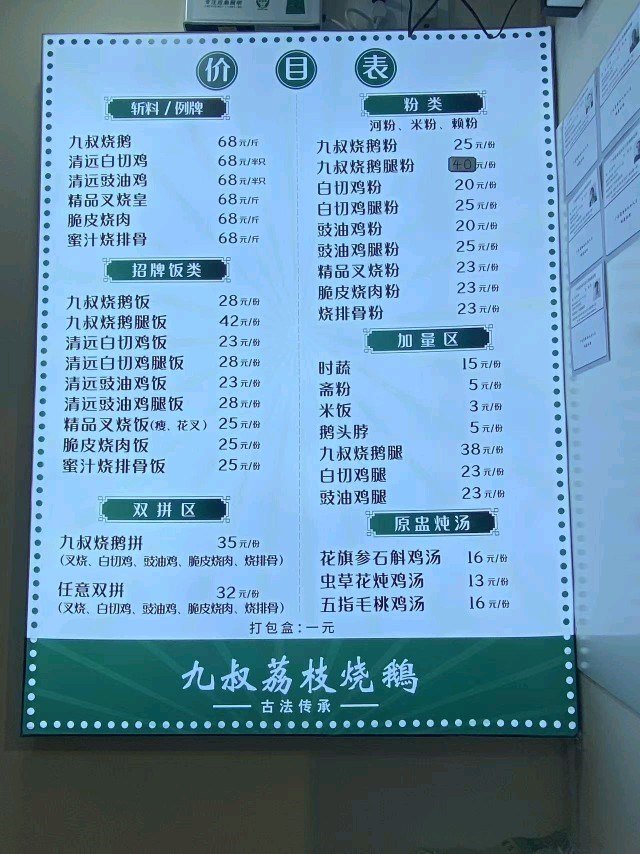 价目表
斩料/例牌
九叔烧鹅 68元/斤
清远白切鸡 68元/半只
清远豉油鸡 68元/半只
精品叉烧皇 68元/斤
脆皮烧肉 68元/斤
蜜汁烧排骨 68元/斤
招牌饭类
九叔烧鹅饭 28元/份
九叔烧鹅腿饭 42元/份
清远白切鸡饭 23元/份
清远白切鸡腿饭 28元/份
清远豉油鸡饭 23元/份
清远豉油鸡腿饭 28元/份
精品叉烧饭(瘦、花叉) 25元/份
脆皮烧肉饭 25元/份
蜜汁烧排骨饭 25元/份
双拼区
九叔烧鹅拼 35元/份
(叉烧、白切鸡、豉油鸡、脆皮烧肉、烧排骨)
任意双拼 32元/份
(叉烧、白切鸡、豉油鸡、脆皮烧肉、烧排骨)
粉类
河粉、米粉、赖粉
九叔烧鹅粉 25元/份
九叔烧鹅腿粉 40元/份
白切鸡粉 20元/份
白切鸡腿粉 25元/份
豉油鸡粉 20元/份
豉油鸡腿粉 25元/份
精品叉烧粉 23元/份
脆皮烧肉粉 23元/份
烧排骨粉 23元/份
加量区
时蔬 15元/份
斋粉 5元/份
米饭 3元/份
鹅头脖 5元/份
九叔烧鹅腿 38元/份
白切鸡腿 23元/份
豉油鸡腿 23元/份
原盅炖汤
花旗参石斛鸡汤 16元/份
虫草花炖鸡汤 13元/份
五指毛桃鸡汤 16元/份
打包盒:一元
九叔荔枝烧鵝
古法传承